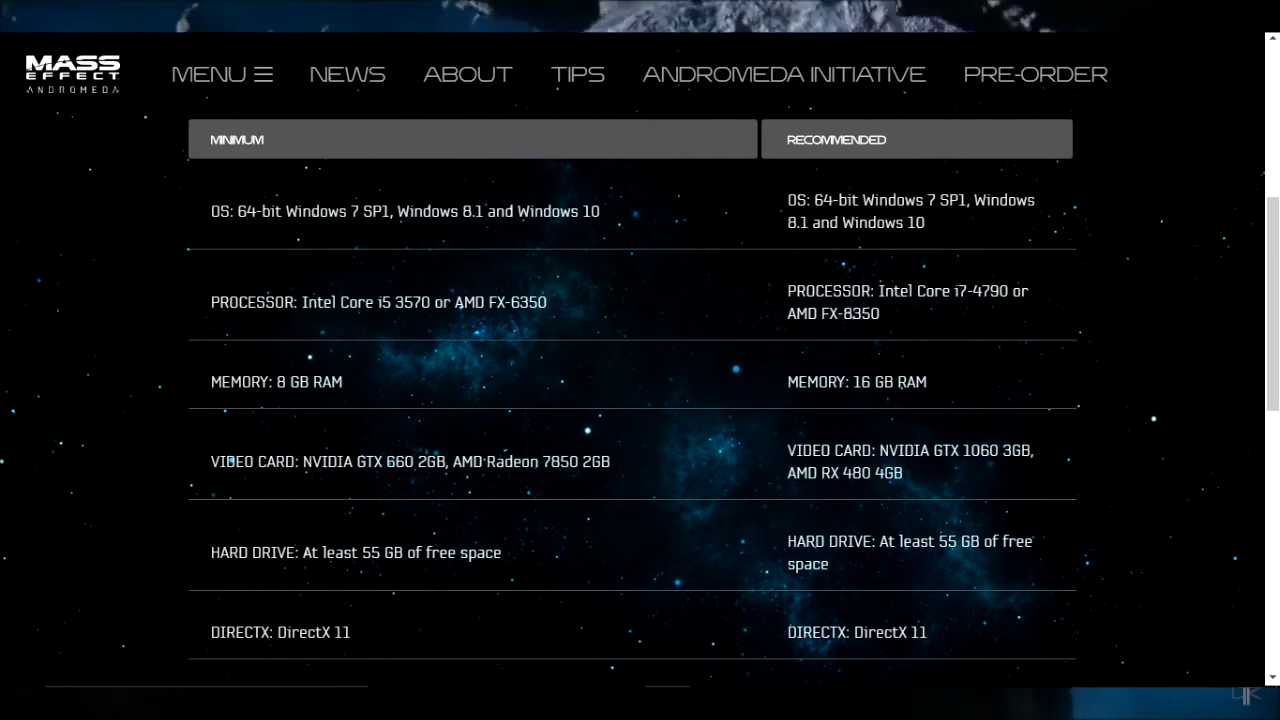 MASS
EFFECT
ANDROMEDA
MENU NEWS ABOUT TIPS ANDROMEDA INITIATIVE PRE-ORDER
MINIMUM
RECOMMENDED
OS: 64-bit Windows 7 SP1, Windows 8.1 and Windows 10
OS: 64-bit Windows 7 SP1, Windows
8.1 and Windows 10
PROCESSOR: Intel Core i5 3570 or AMD FX-6350
PROCESSOR: Intel Core i7-4790 or
AMD FX-8350
MEMORY: 8 GB RAM
MEMORY: 16 GB RAM
VIDEO CARD: NVIDIA GTX 660 2GB, AMD Radeon 7850 2GB
VIDEO CARD: NVIDIA GTX 1060 3GB,
AMD RX 480 4GB
HARD DRIVE: At least 55 GB of free space
HARD DRIVE: At least 55 GB of free
space
DIRECTX: DirectX 11
DIRECTX: DirectX 11